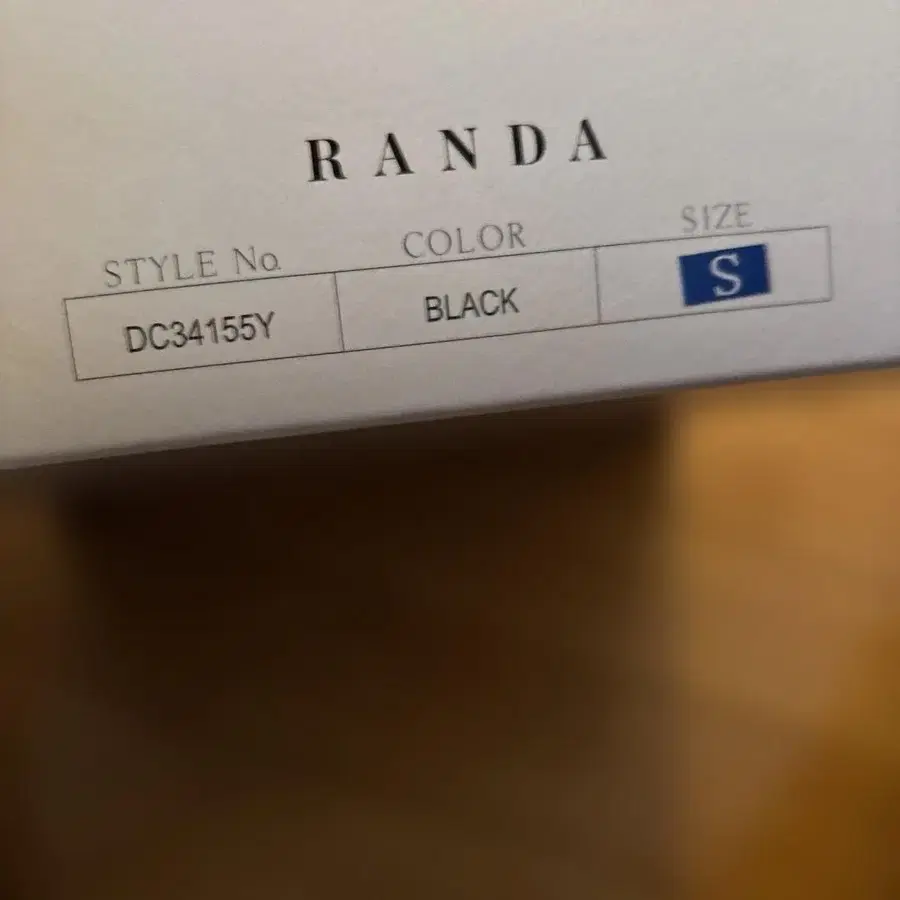 RANDA
STYLE No. COLOR SIZE
DC34155Y BLACK S